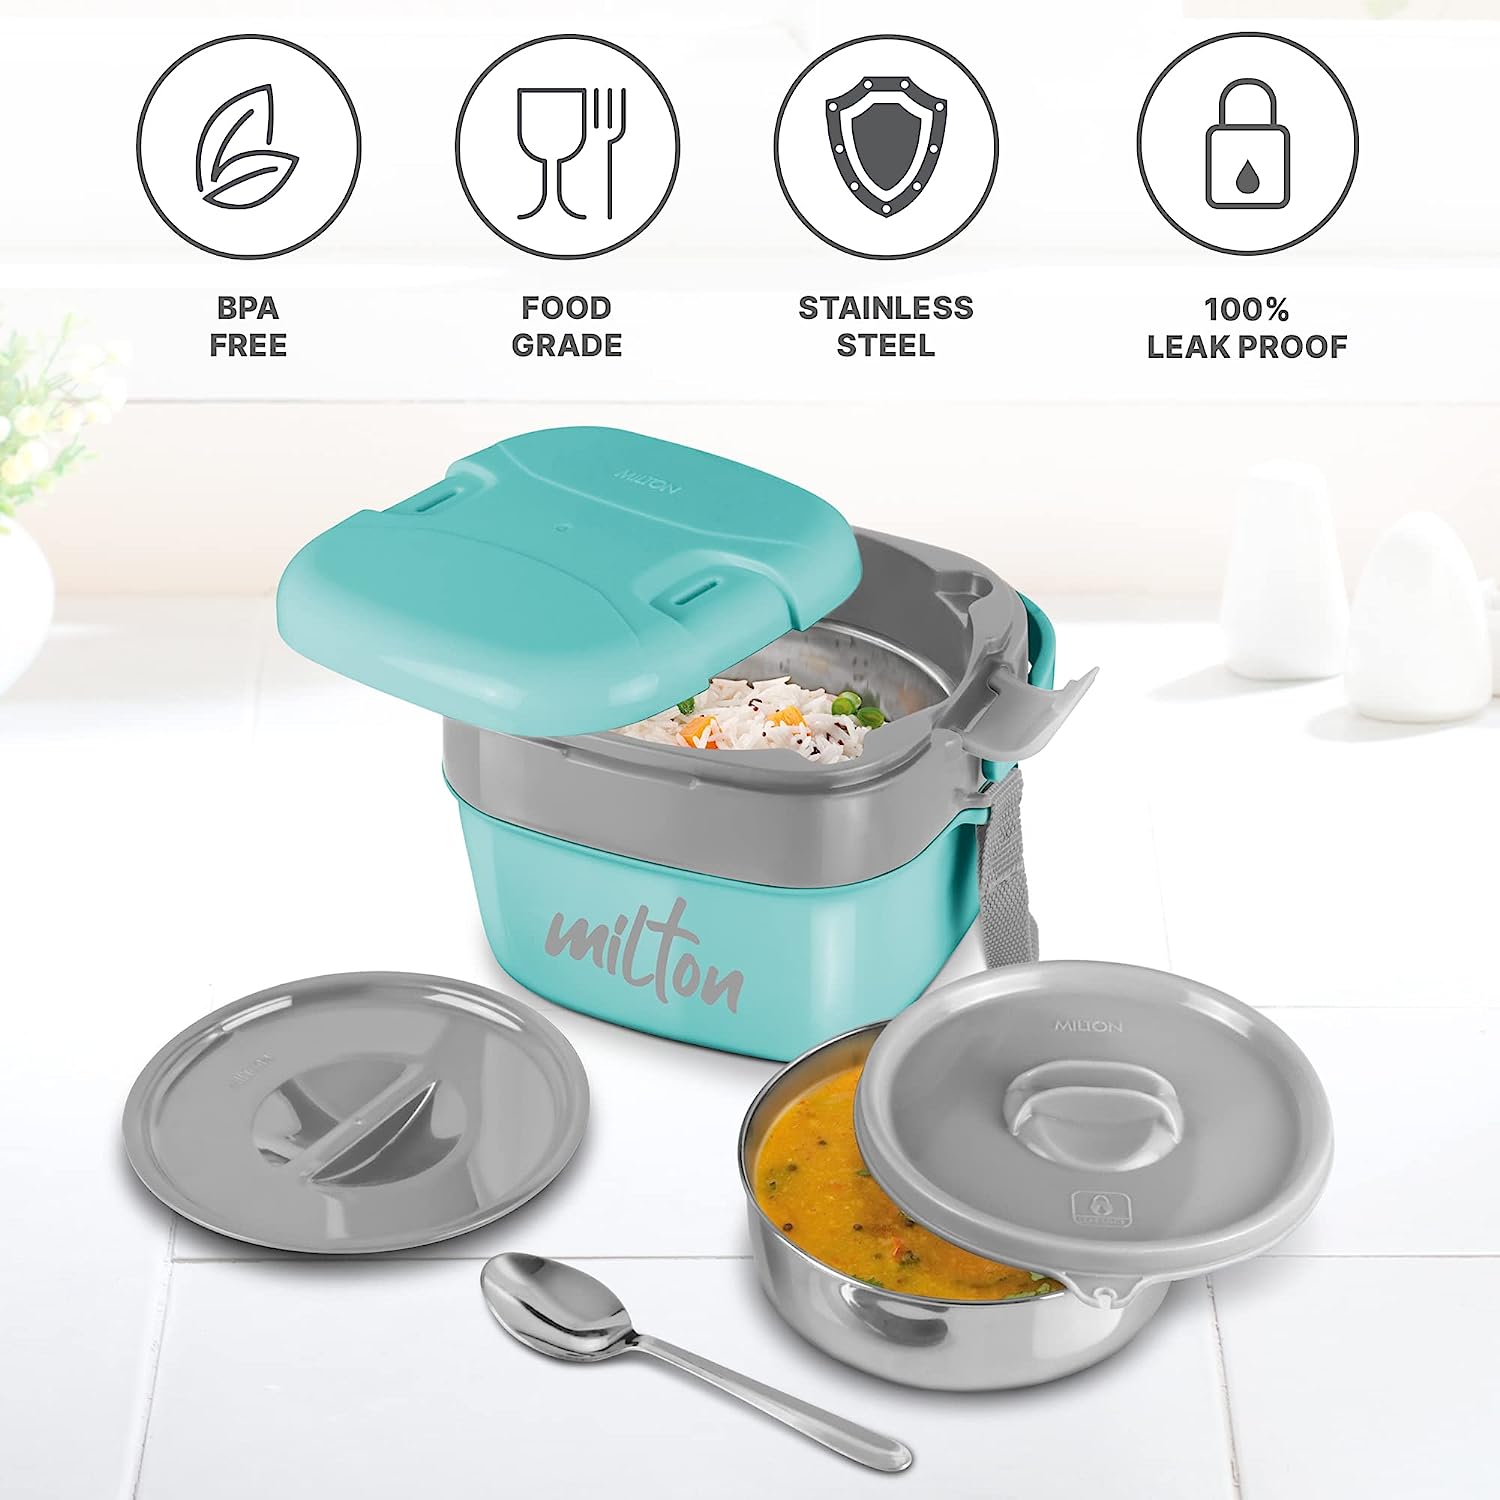 BPA
FREE
FOOD
GRADE
STAINLESS
STEEL
100%
LEAK PROOF
MILTON
milton
MILTON